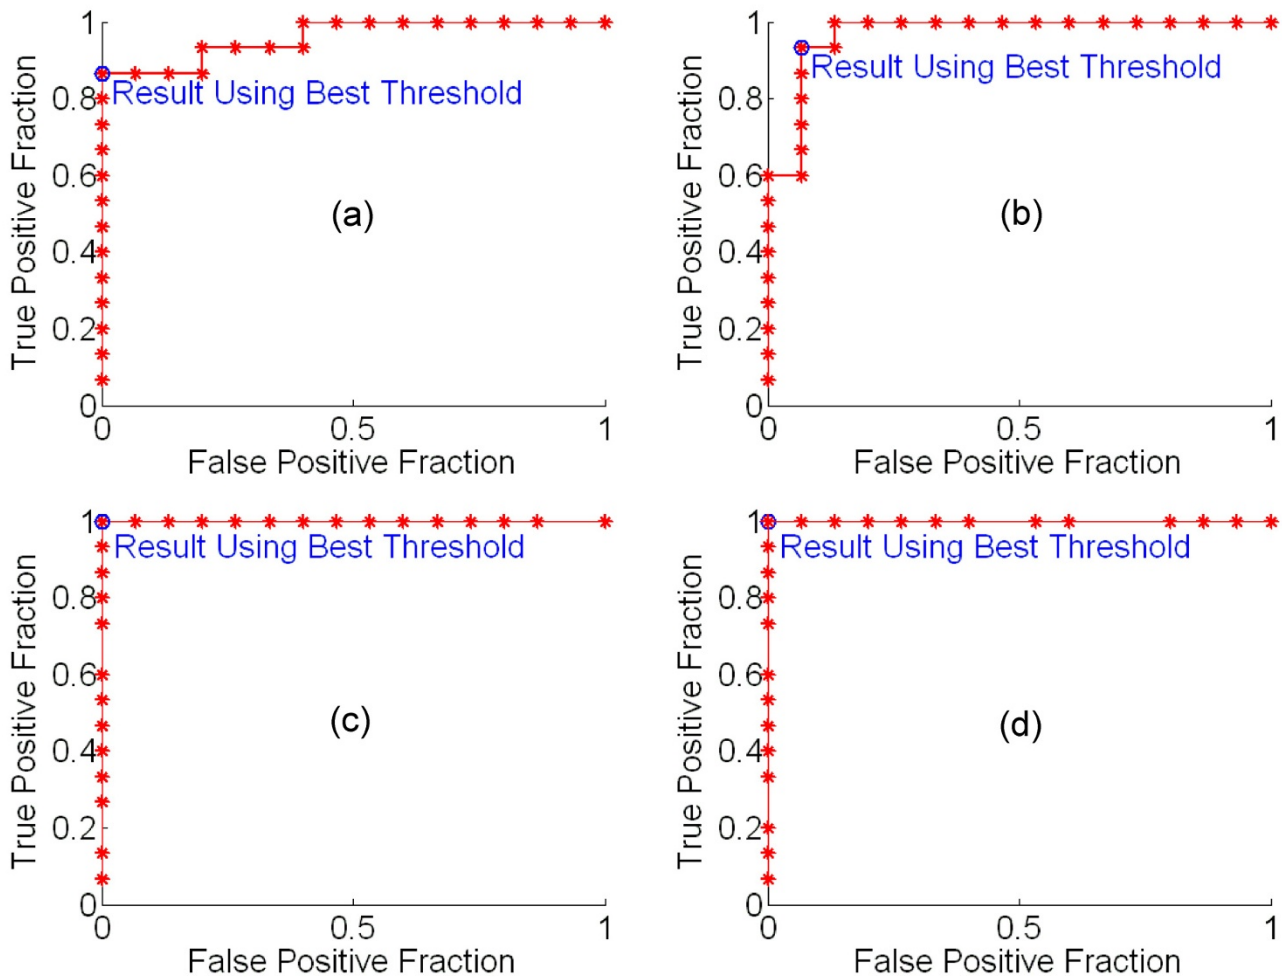 1
0.8
0.6
0.4
0.2
0
0
0.5
1
True Positive Fraction
False Positive Fraction
Result Using Best Threshold
(a)
1
0.8
0.6
0.4
0.2
0
0
0.5
1
True Positive Fraction
False Positive Fraction
Result Using Best Threshold
(b)
1
0.8
0.6
0.4
0.2
0
0
0.5
1
True Positive Fraction
False Positive Fraction
Result Using Best Threshold
(c)
1
0.8
0.6
0.4
0.2
0
0
0.5
1
True Positive Fraction
False Positive Fraction
Result Using Best Threshold
(d)